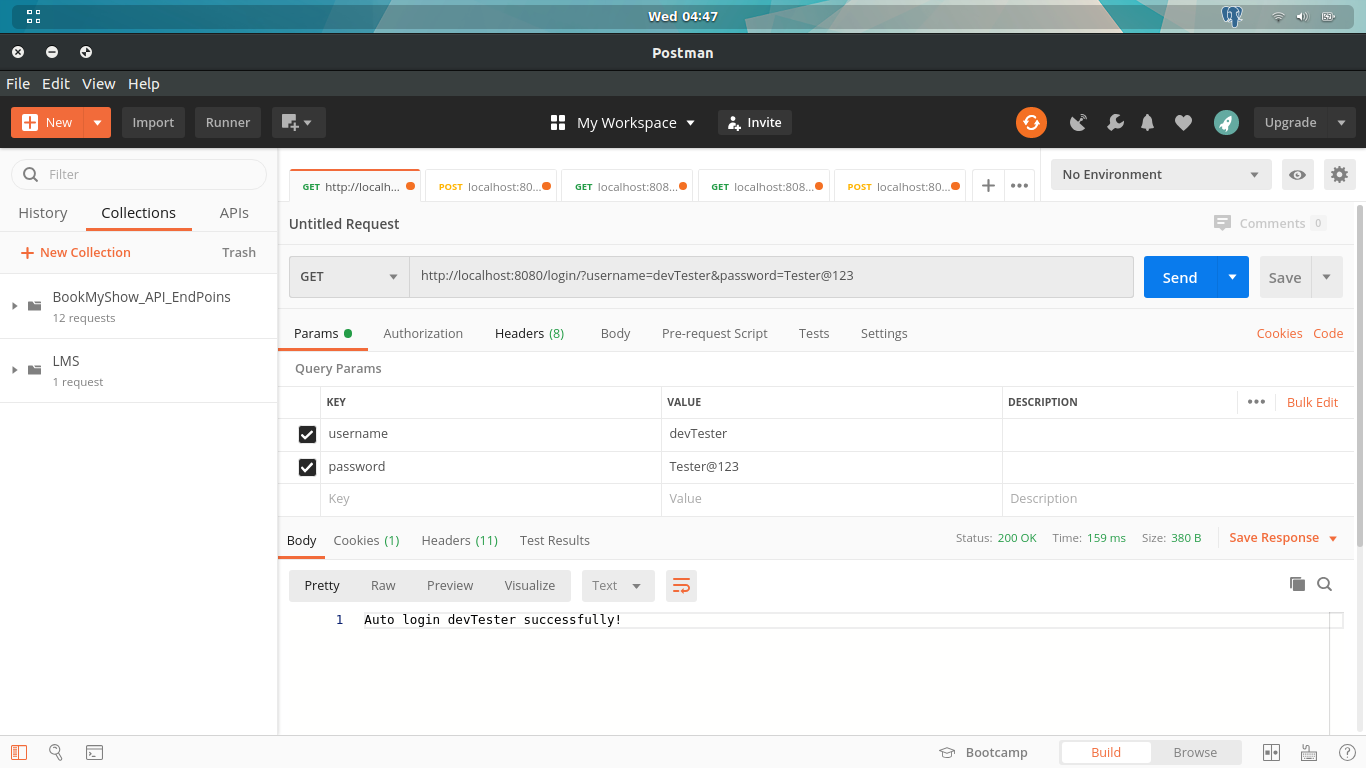 Wed 04:47
Postman
File Edit View Help
New Import Runner My Workspace Invite Upgrade
Filter
History Collections APIs
New Collection Trash
BookMyShow_API_EndPoins
12 requests
LMS
1 request
GET http://localh... POST localhost:80... GET localhost:808... GET localhost:808... POST localhost:80... No Environment
Untitled Request Comments 0
GET http://localhost:8080/login/?username=devTester&password=Tester@123 Send Save
Params Authorization Headers (8) Body Pre-request Script Tests Settings Cookies Code
Query Params
KEY VALUE DESCRIPTION Bulk Edit
username devTester
password Tester@123
Key Value Description
Body Cookies (1) Headers (11) Test Results Status: 200 OK Time: 159 ms Size: 380 B Save Response
Pretty Raw Preview Visualize Text
1 Auto login devTester successfully!
Bootcamp Build Browse